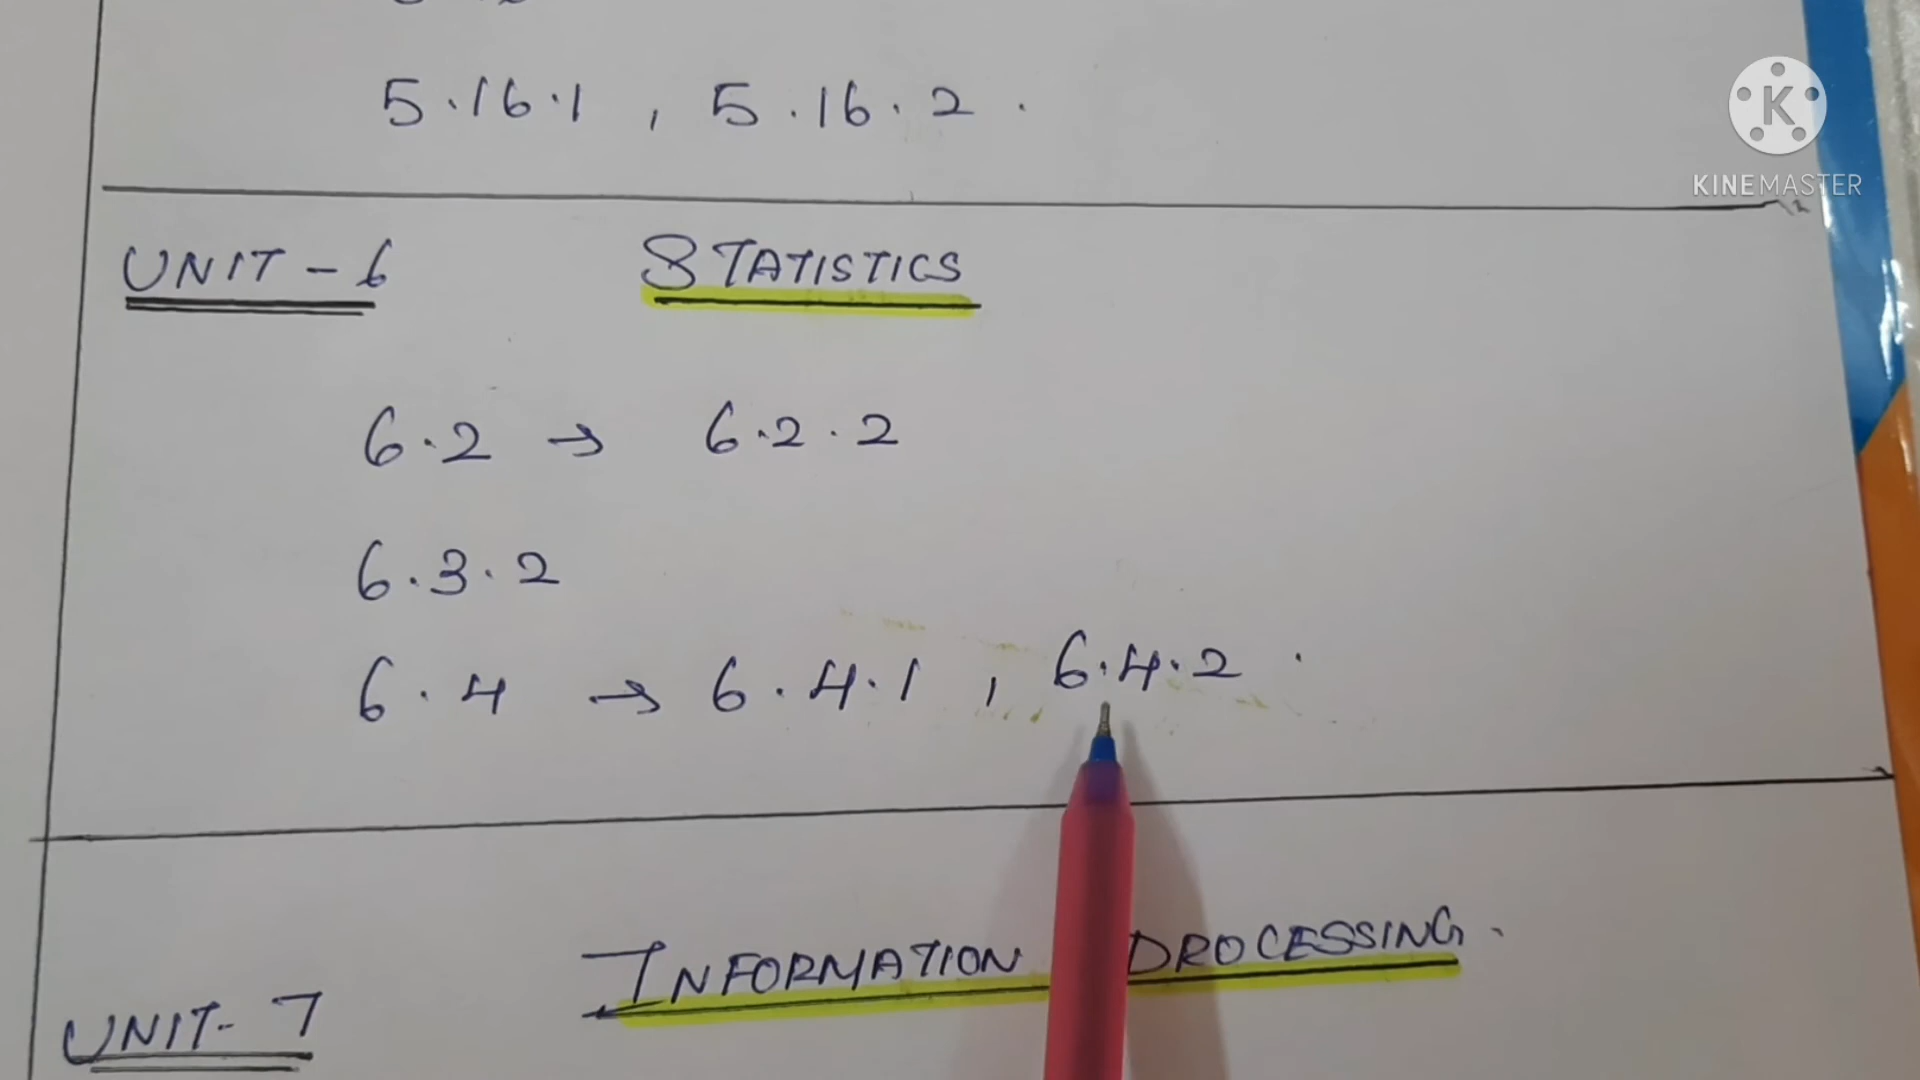 5.16.1 , 5.16.2 .
K
KINEMASTER
UNIT - 6 STATISTICS
6.2 → 6.2.2
6.3.2
6.4 → 6.4.1 , 6.4.2 .
UNIT- 7 INFORMATION PROCESSING.